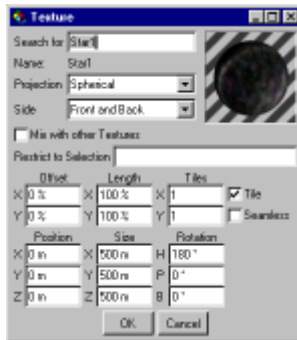 Texture
Search for Star1
Name: Star1
Projection Spherical
Side Front and Back
Mix with other Textures
Restrict to Selection
Offset Length Tiles
X 0 % X 100 % X 1 Tile
Y 0 % Y 100 % Y 1 Seamless
Position Size Rotation
X 0 m X 500 m H 180 °
Y 0 m Y 500 m P 0 °
Z 0 m Z 500 m B 0 °
OK Cancel